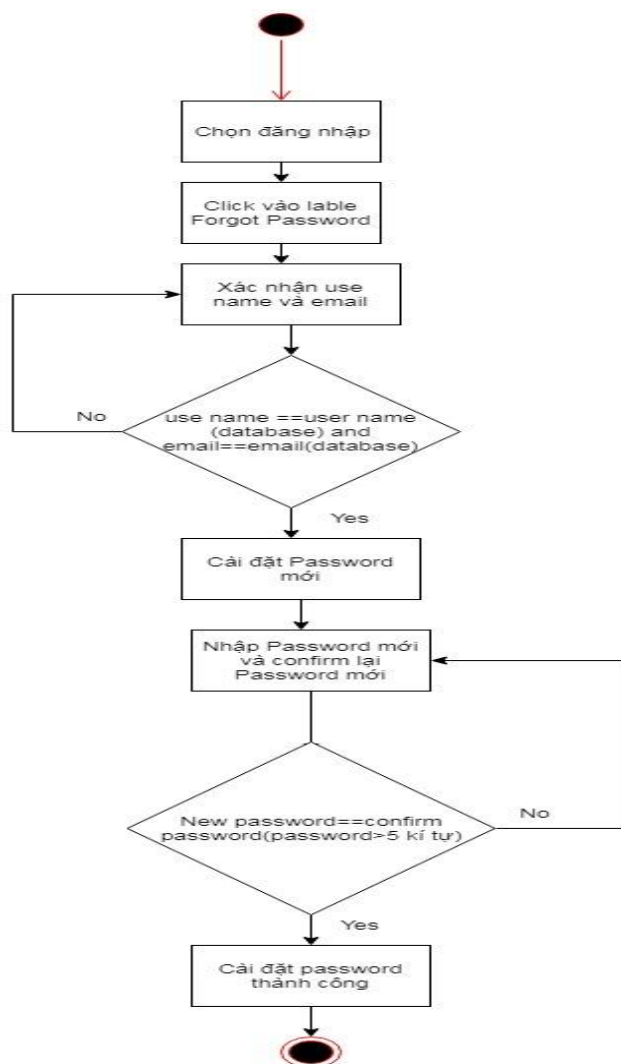 Chọn đăng nhập
Click vào lable
Forgot Password
Xác nhận use
name và email
No
use name ==user name
(database) and
email==email(database)
Yes
Cài đặt Password
mới
Nhập Password mới
và confirm lại
Password mới
New password==confirm
password(password>5 kí tự)
No
Yes
Cài đặt password
thành công